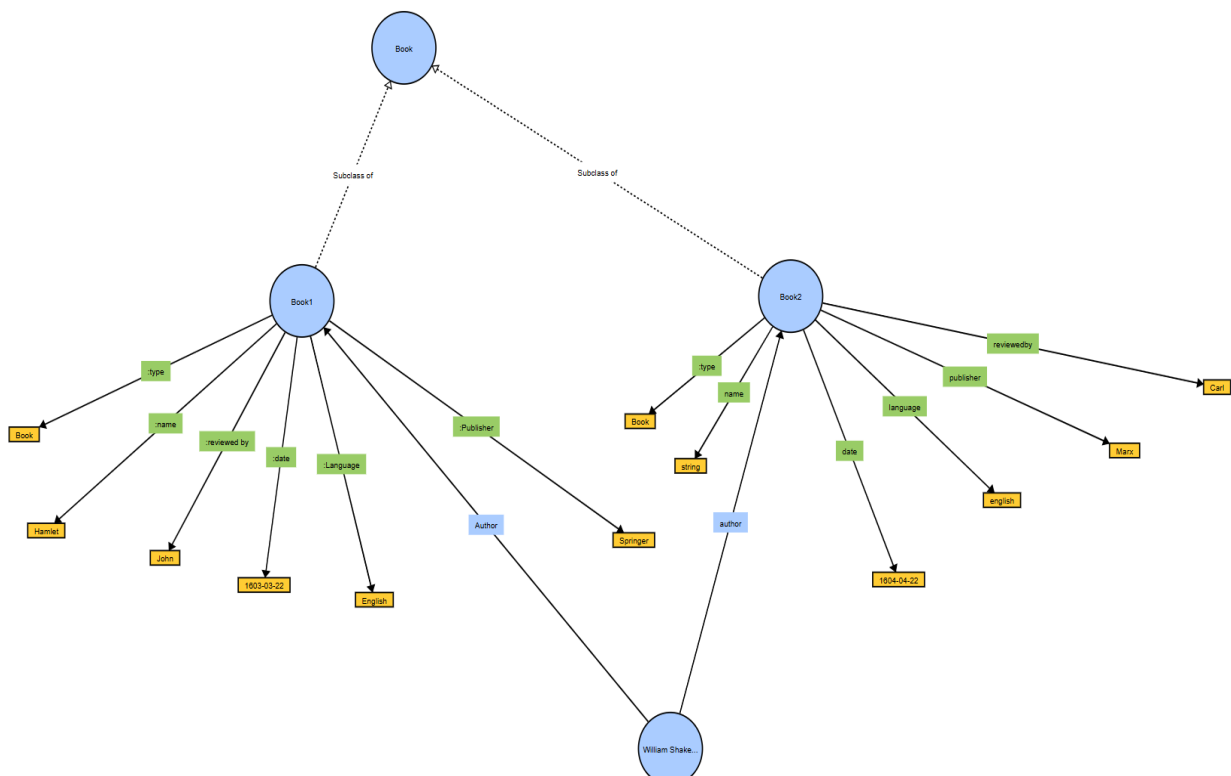 Book
Subclass of
Subclass of
Book1
Book2
:type
:name
:reviewed by
:date
:Language
:Publisher
Author
:type
name
author
date
language
publisher
reviewedby
Book
Hamlet
John
1603-03-22
English
Springer
Book
string
1604-04-22
english
Marx
Carl
William Shake...